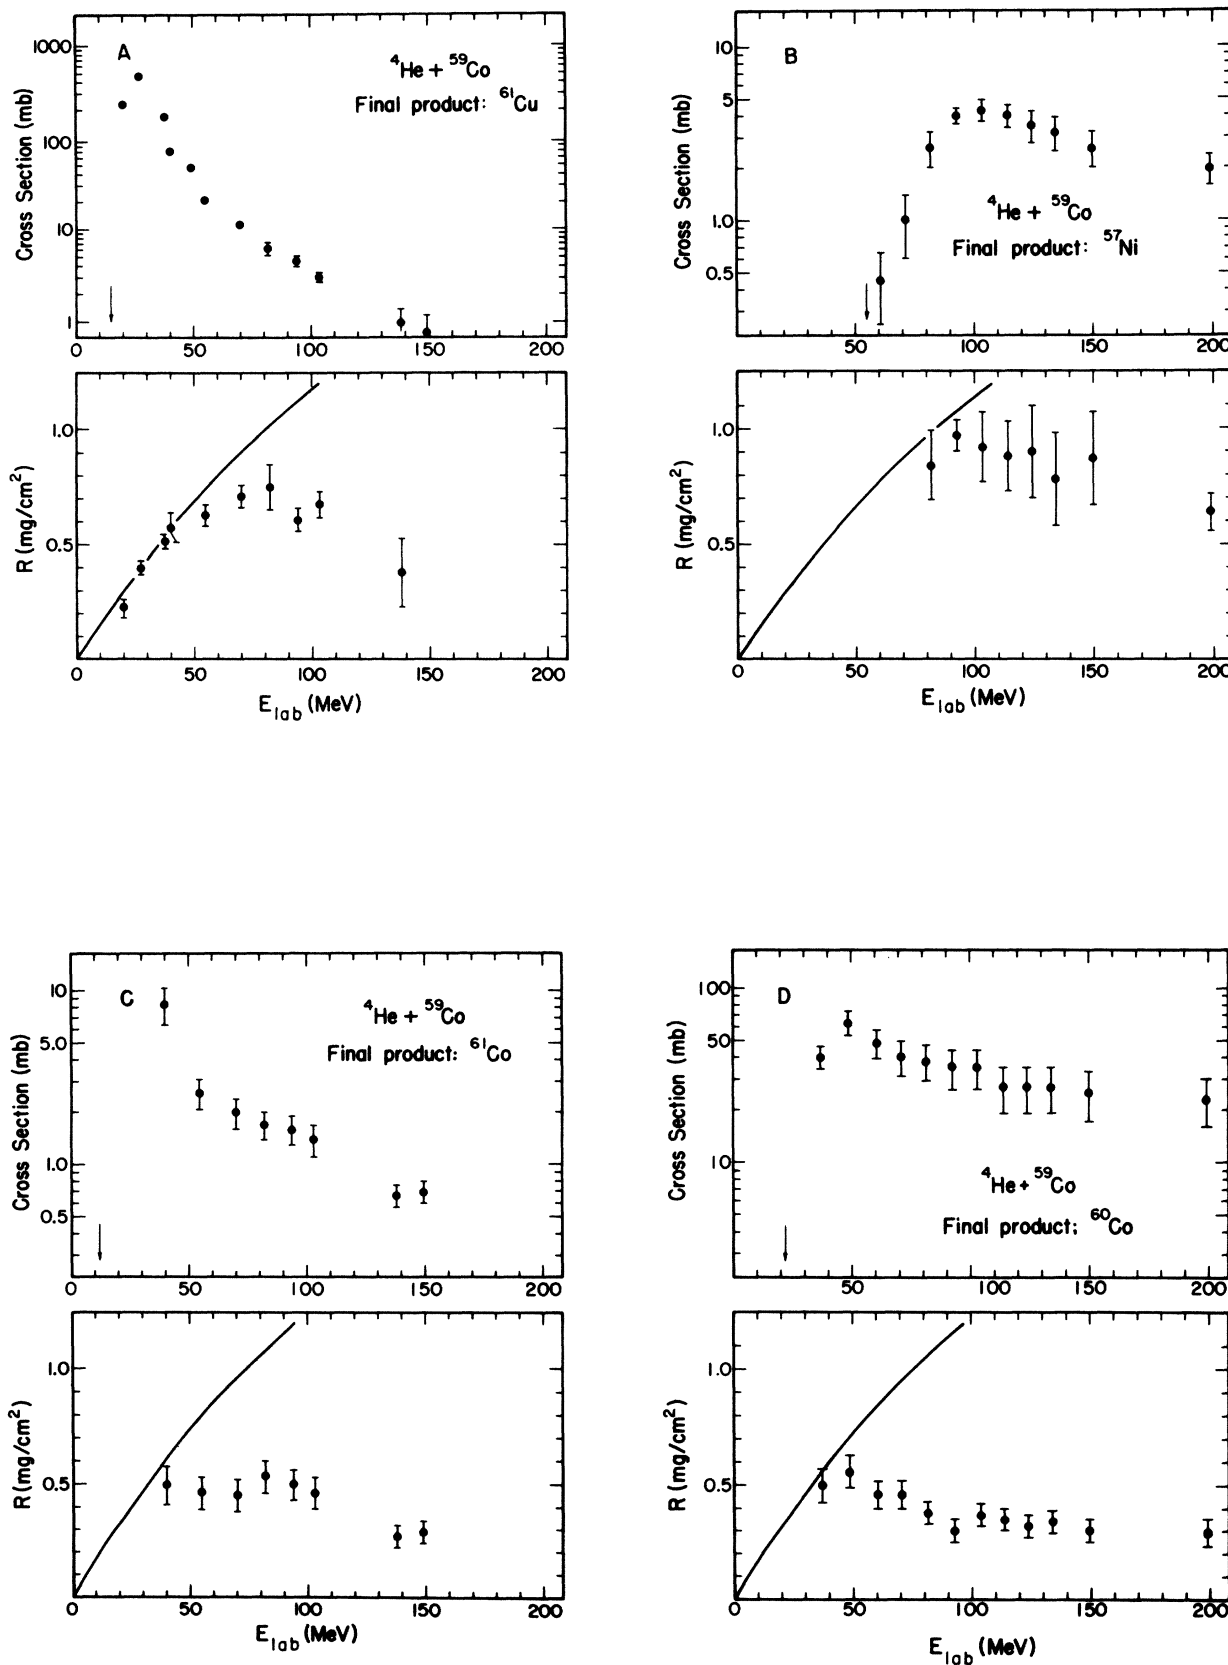 A
⁴He + ⁵⁹Co
Final product: ⁶¹Cu
Cross Section (mb)
1000
100
10
1
0 50 100 150 200
R (mg/cm²)
1.0
0.5
0 50 100 150 200
E_lab (MeV)
B
⁴He + ⁵⁹Co
Final product: ⁵⁷Ni
Cross Section (mb)
10
5
1.0
0.5
50 100 150 200
R (mg/cm²)
1.0
0.5
0 50 100 150 200
E_lab (MeV)
C
⁴He + ⁵⁹Co
Final product: ⁶¹Co
Cross Section (mb)
10
5.0
1.0
0.5
0 50 100 150 200
R (mg/cm²)
1.0
0.5
0 50 100 150 200
E_lab (MeV)
D
⁴He + ⁵⁹Co
Final product: ⁶⁰Co
Cross Section (mb)
100
50
10
50 100 150 200
R (mg/cm²)
1.0
0.5
0 50 100 150 200
E_lab (MeV)